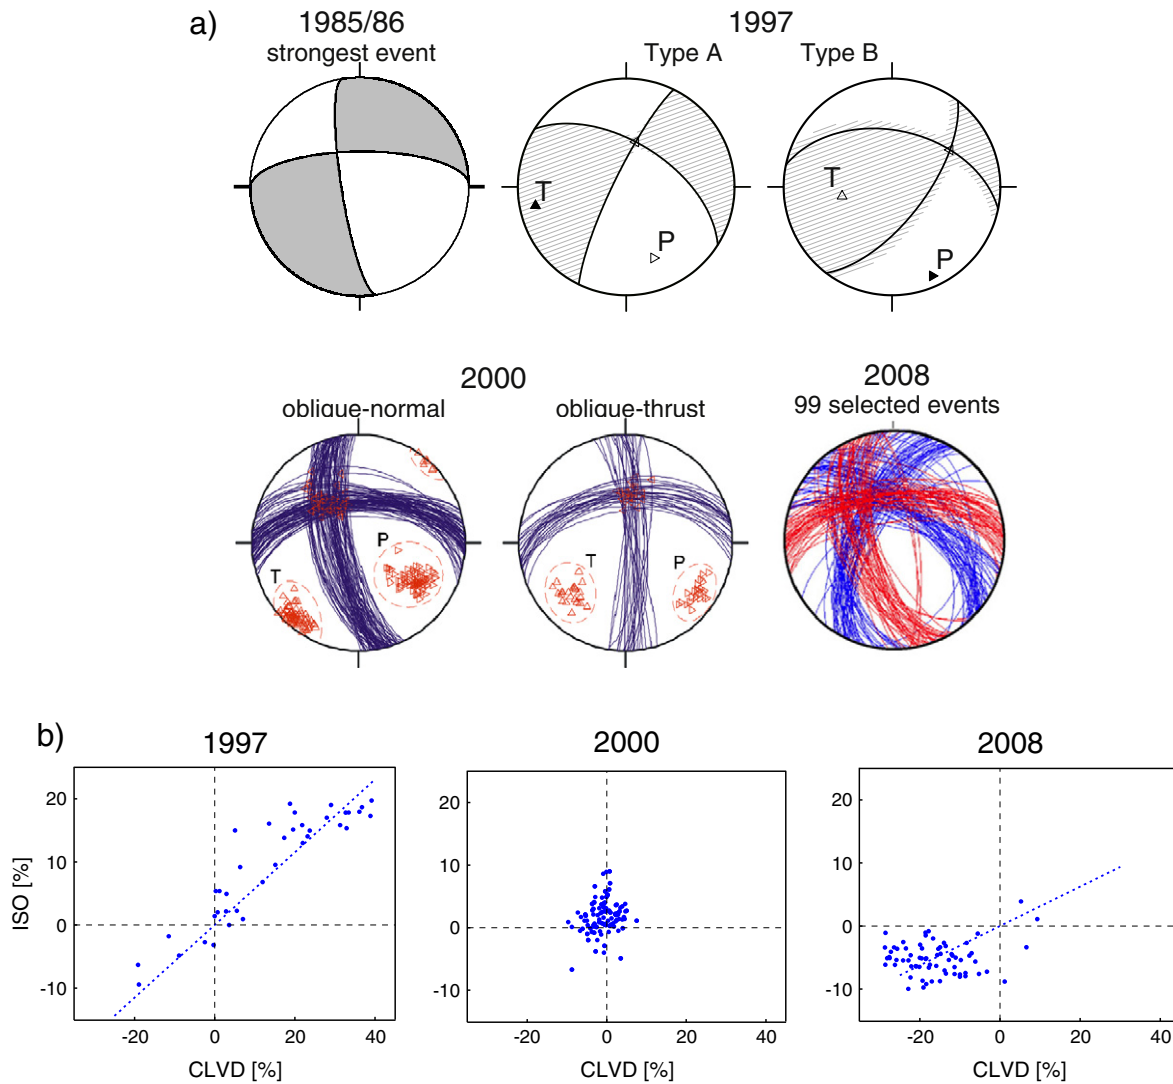 a)
1985/86
strongest event
1997
Type A
Type B
T
P
T
P
2000
oblique-normal
oblique-thrust
2008
99 selected events
T
P
T
P
b)
1997
2000
2008
ISO [%]
20
10
0
-10
-20
0
20
40
CLVD [%]
20
10
0
-10
-20
0
20
40
CLVD [%]
20
10
0
-10
-20
0
20
40
CLVD [%]